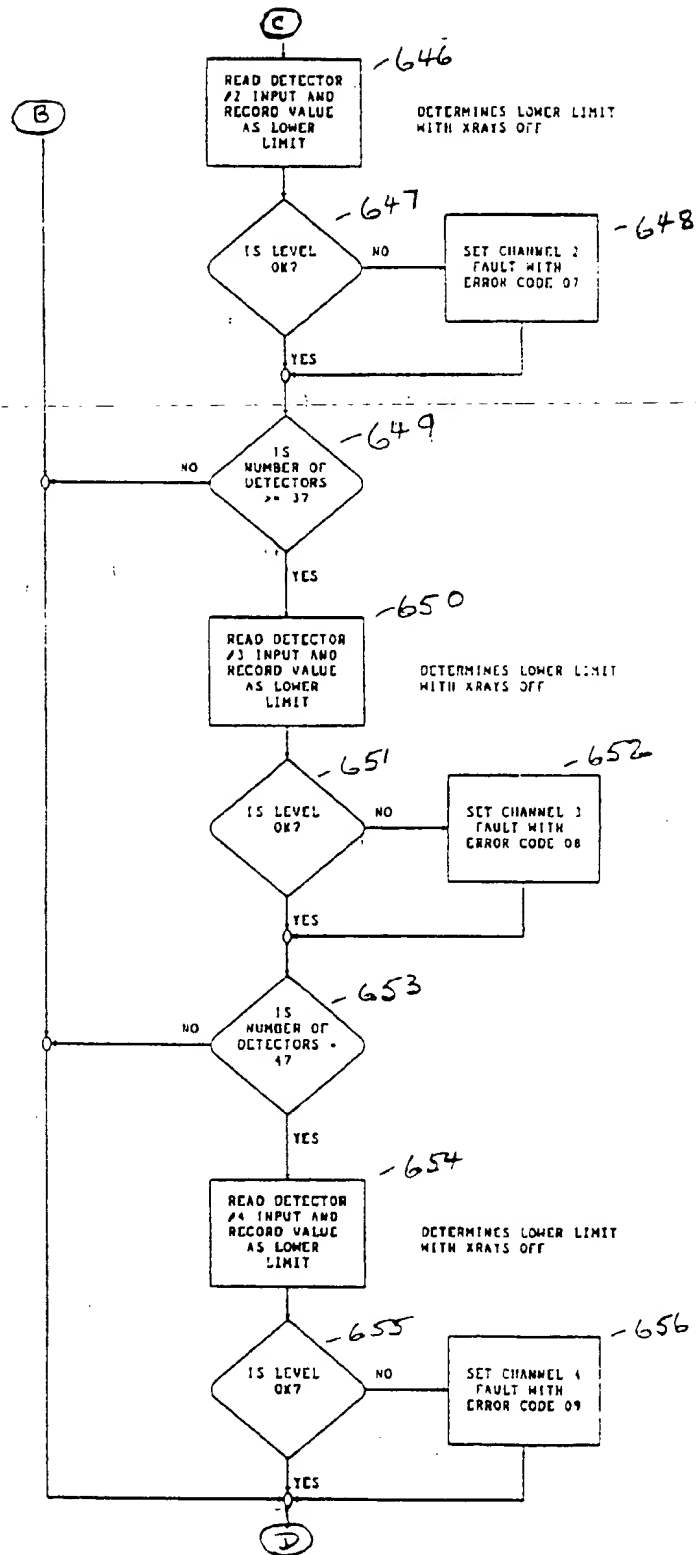 C
646
READ DETECTOR
#2 INPUT AND
RECORD VALUE
AS LOWER
LIMIT
DETERMINES LOWER LIMIT
WITH XRAYS OFF
B
647
IS LEVEL
OK?
NO
648
SET CHANNEL 2
FAULT WITH
ERROR CODE 07
YES
649
IS
NUMBER OF
DETECTORS
>= 3?
NO
YES
650
READ DETECTOR
#3 INPUT AND
RECORD VALUE
AS LOWER
LIMIT
DETERMINES LOWER LIMIT
WITH XRAYS OFF
651
IS LEVEL
OK?
NO
652
SET CHANNEL 3
FAULT WITH
ERROR CODE 08
YES
653
IS
NUMBER OF
DETECTORS =
4?
NO
YES
654
READ DETECTOR
#4 INPUT AND
RECORD VALUE
AS LOWER
LIMIT
DETERMINES LOWER LIMIT
WITH XRAYS OFF
655
IS LEVEL
OK?
NO
656
SET CHANNEL 4
FAULT WITH
ERROR CODE 09
YES
D